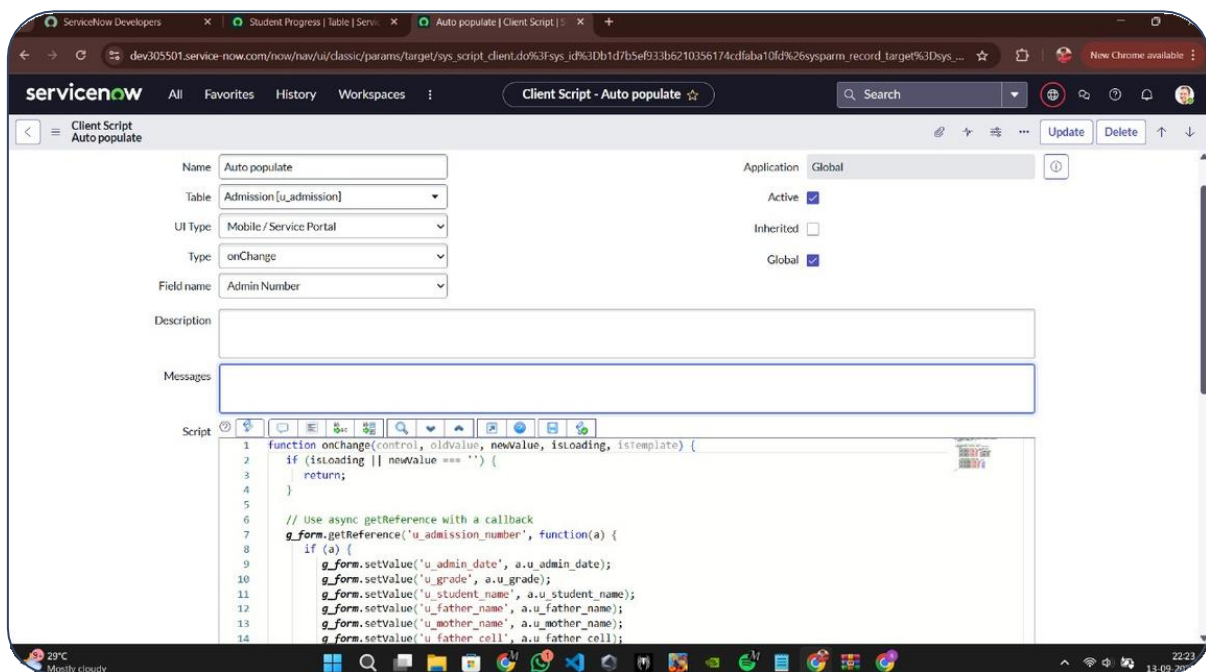 ServiceNow Developers × Student Progress | Table | Servic × Auto populate | Client Script | S × +
dev305501.service-now.com/now/nav/ui/classic/params/target/sys_script_client.do%3Fsys_id%3Db1d7b5ef933b6210356174cdfaba10fd%26sysparm_record_target%3Dsys_... New Chrome available
servicenow All Favorites History Workspaces Client Script - Auto populate Search
Client Script
Auto populate
Update Delete
Name Auto populate Application Global
Table Admission [u_admission] Active
UI Type Mobile / Service Portal Inherited
Type onChange Global
Field name Admin Number
Description
Messages
Script
1 function onChange(control, oldValue, newValue, isLoading, isTemplate) {
2 if (isLoading || newValue === '') {
3 return;
4 }
5
6 // Use async getReference with a callback
7 g_form.getReference('u_admission_number', function(a) {
8 if (a) {
9 g_form.setValue('u_admin_date', a.u_admin_date);
10 g_form.setValue('u_grade', a.u_grade);
11 g_form.setValue('u_student_name', a.u_student_name);
12 g_form.setValue('u_father_name', a.u_father_name);
13 g_form.setValue('u_mother_name', a.u_mother_name);
14 g_form.setValue('u_father_cell', a.u_father_cell);
29°C
Mostly cloudy
22:23